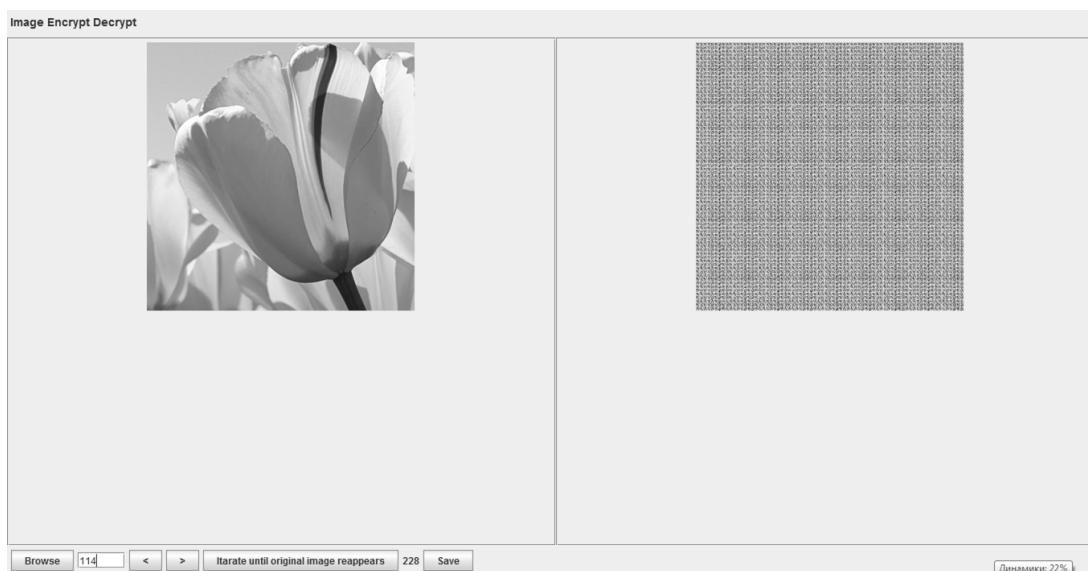 Image Encrypt Decrypt
Browse 114 < > Itarate until original image reappears 228 Save
Динамики: 22%